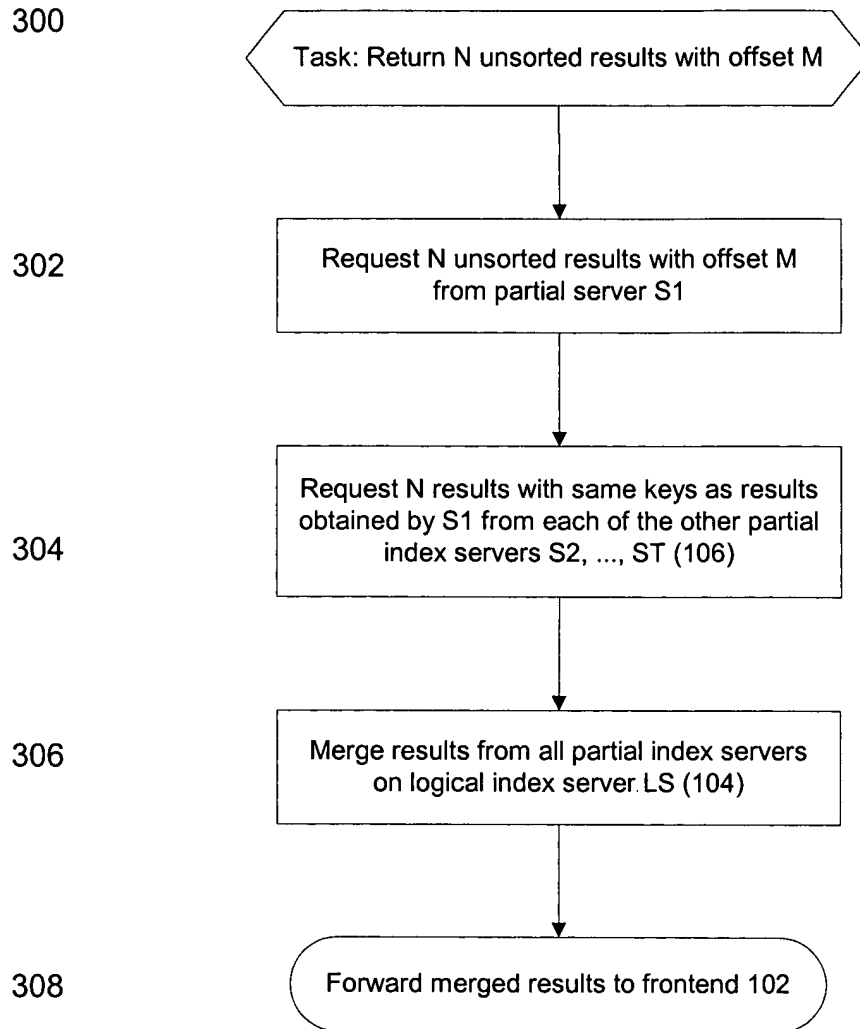 300
Task: Return N unsorted results with offset M
302
Request N unsorted results with offset M
from partial server S1
304
Request N results with same keys as results
obtained by S1 from each of the other partial
index servers S2, ..., ST (106)
306
Merge results from all partial index servers
on logical index server LS (104)
308
Forward merged results to frontend 102